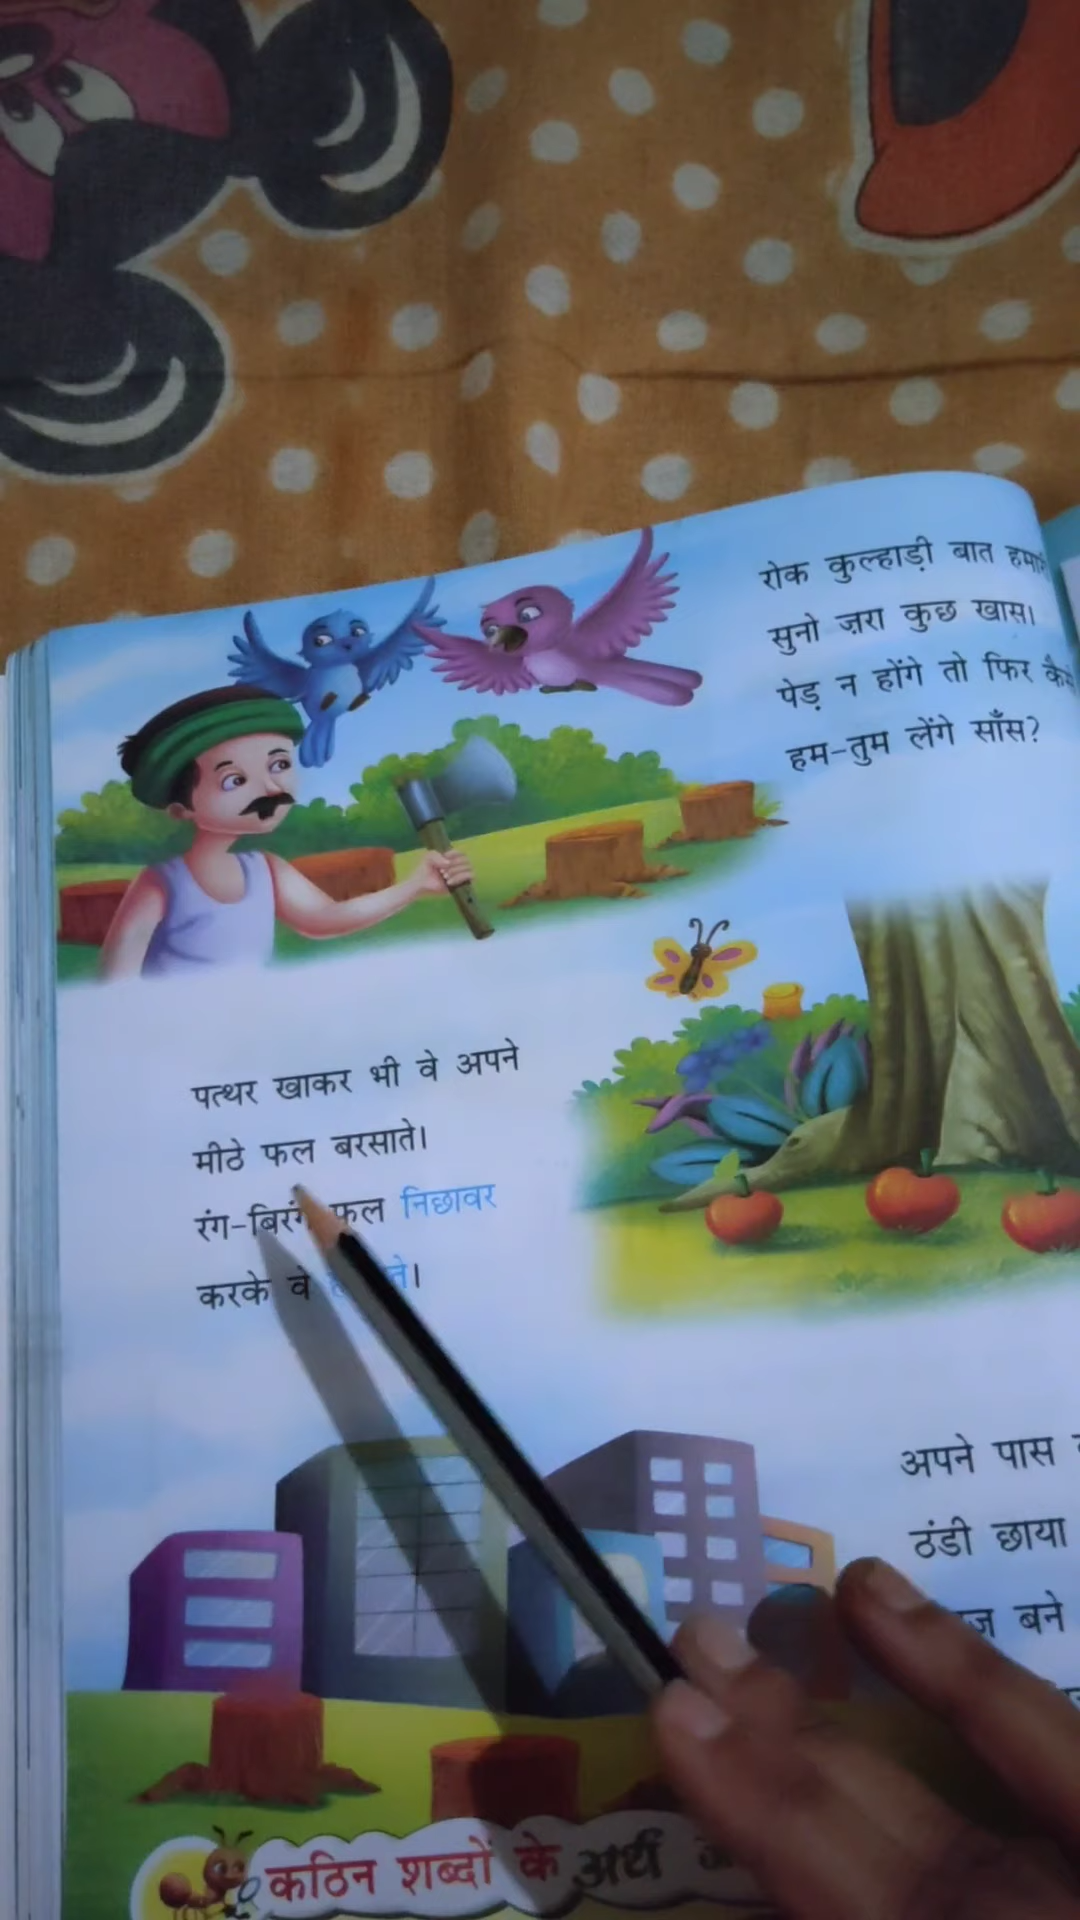 रोक कुल्हाड़ी बात
सुनो ज़रा कुछ खास।
पेड़ न होंगे तो फिर
हम-तुम लेंगे साँस?
पत्थर खाकर भी वे अपने
मीठे फल बरसाते।
रंग-बिरंगे फल निछावर
करके वे
अपने पास
ठंडी छाया
बने
कठिन शब्दों के अर्थ